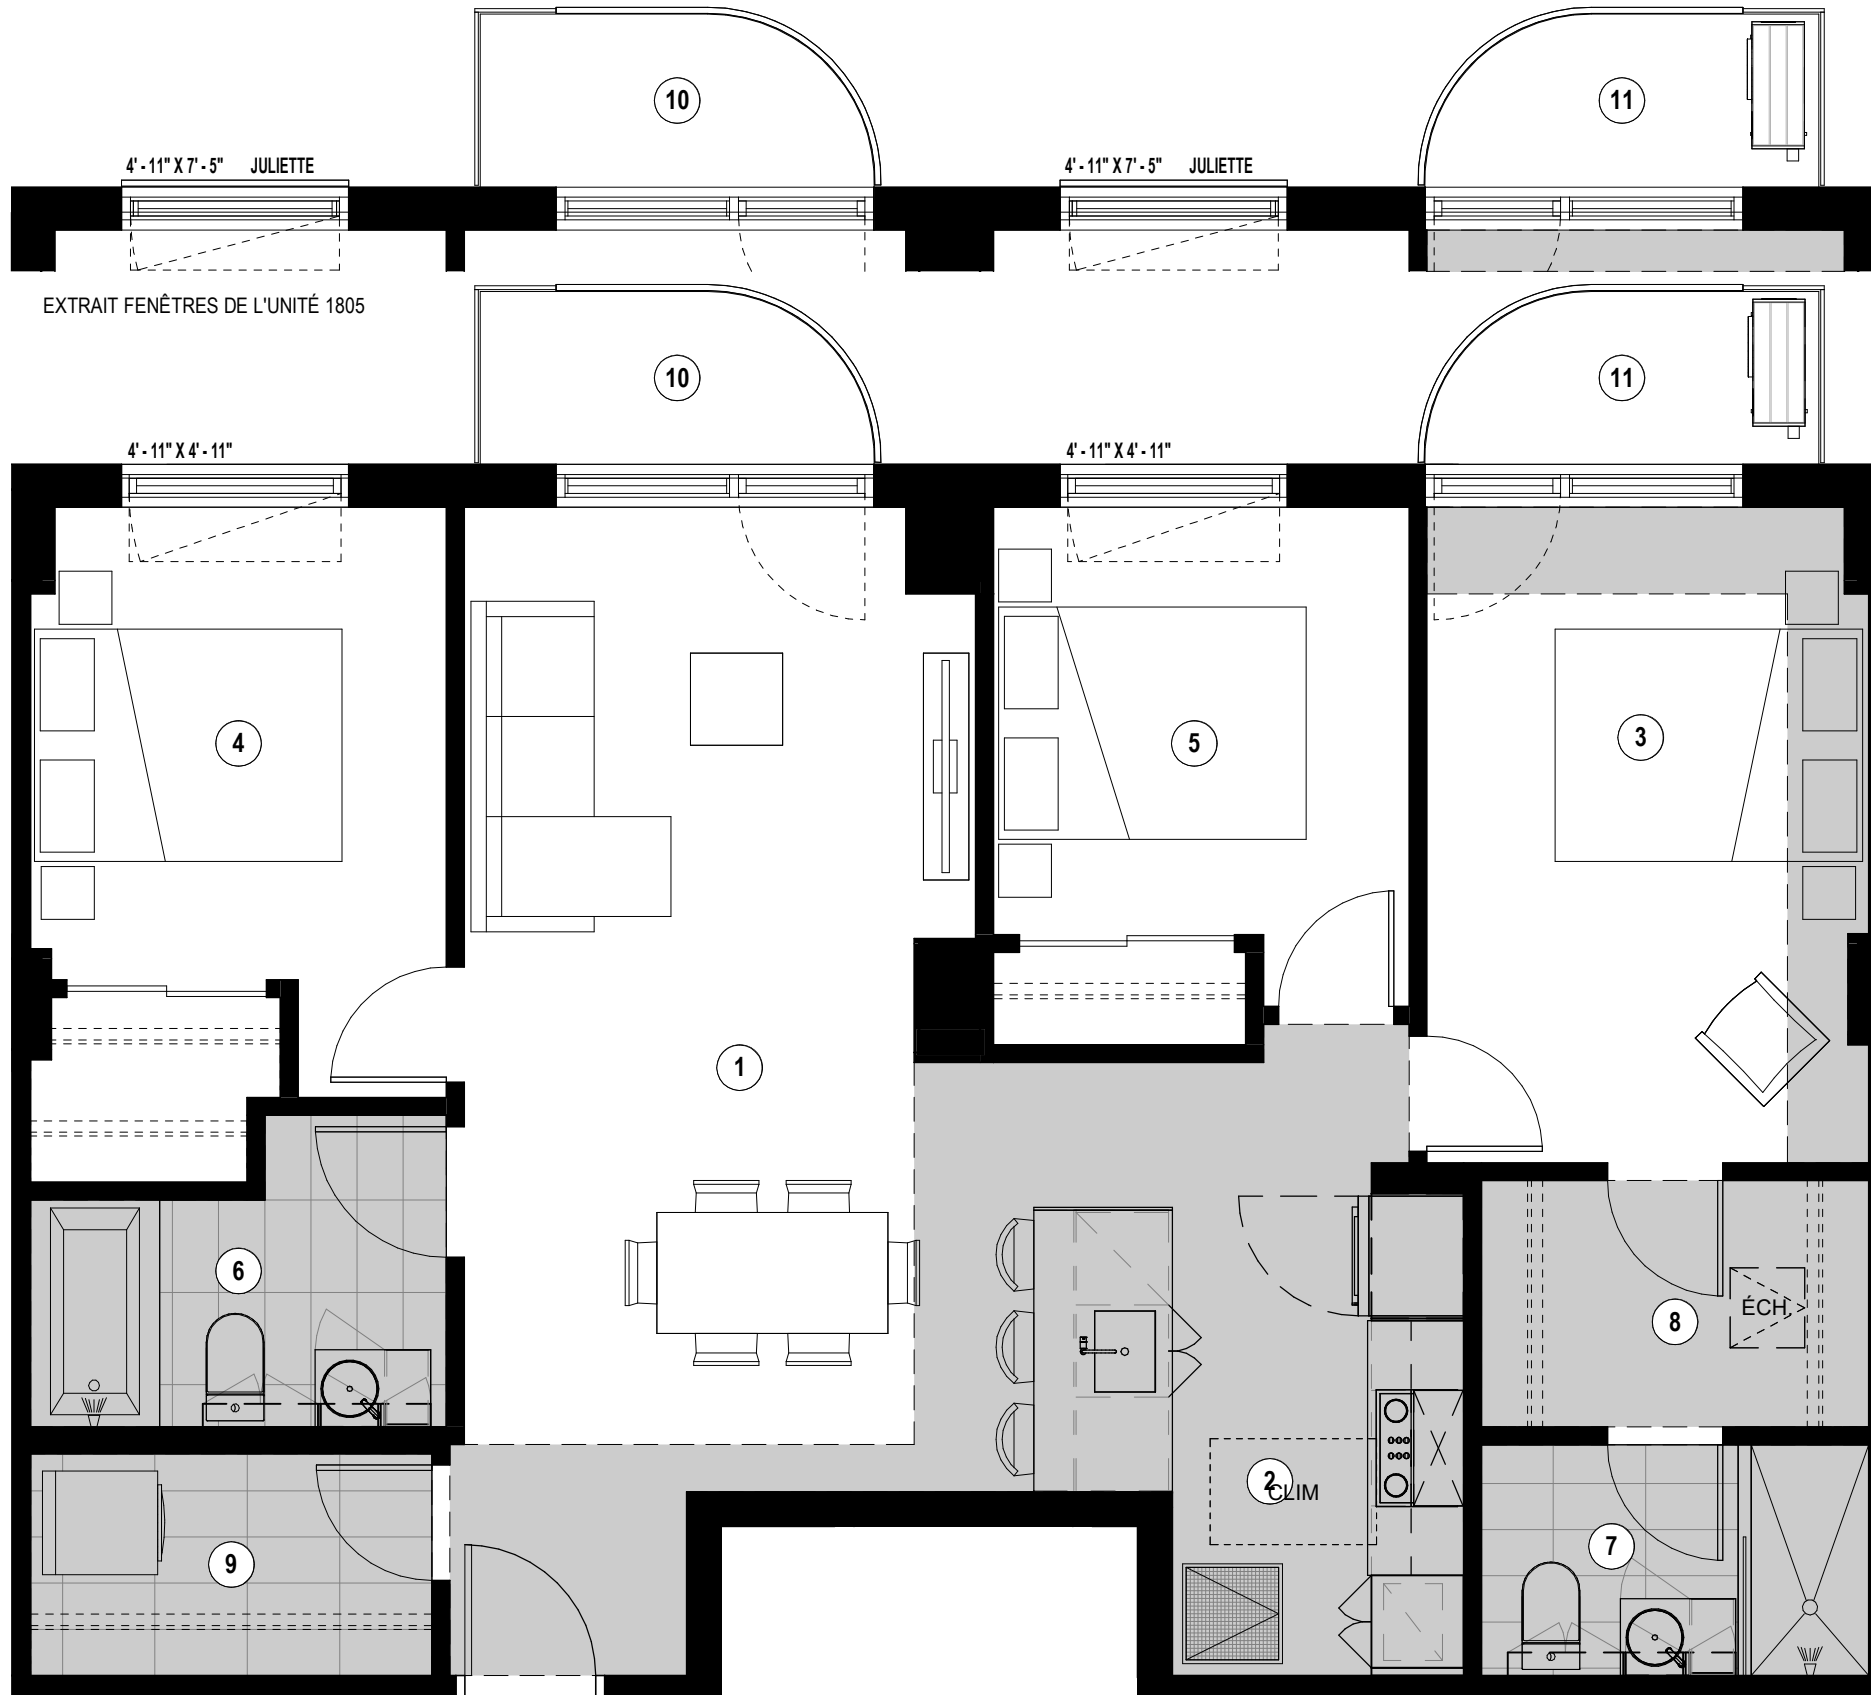 10
11
4' - 11" X 7' - 5" JULIETTE
4' - 11" X 7' - 5" JULIETTE
EXTRAIT FENÊTRES DE L'UNITÉ 1805
10
11
4' - 11" X 4' - 11"
4' - 11" X 4' - 11"
4
5
3
1
6
8
ÉCH.
2
CLIM
9
7